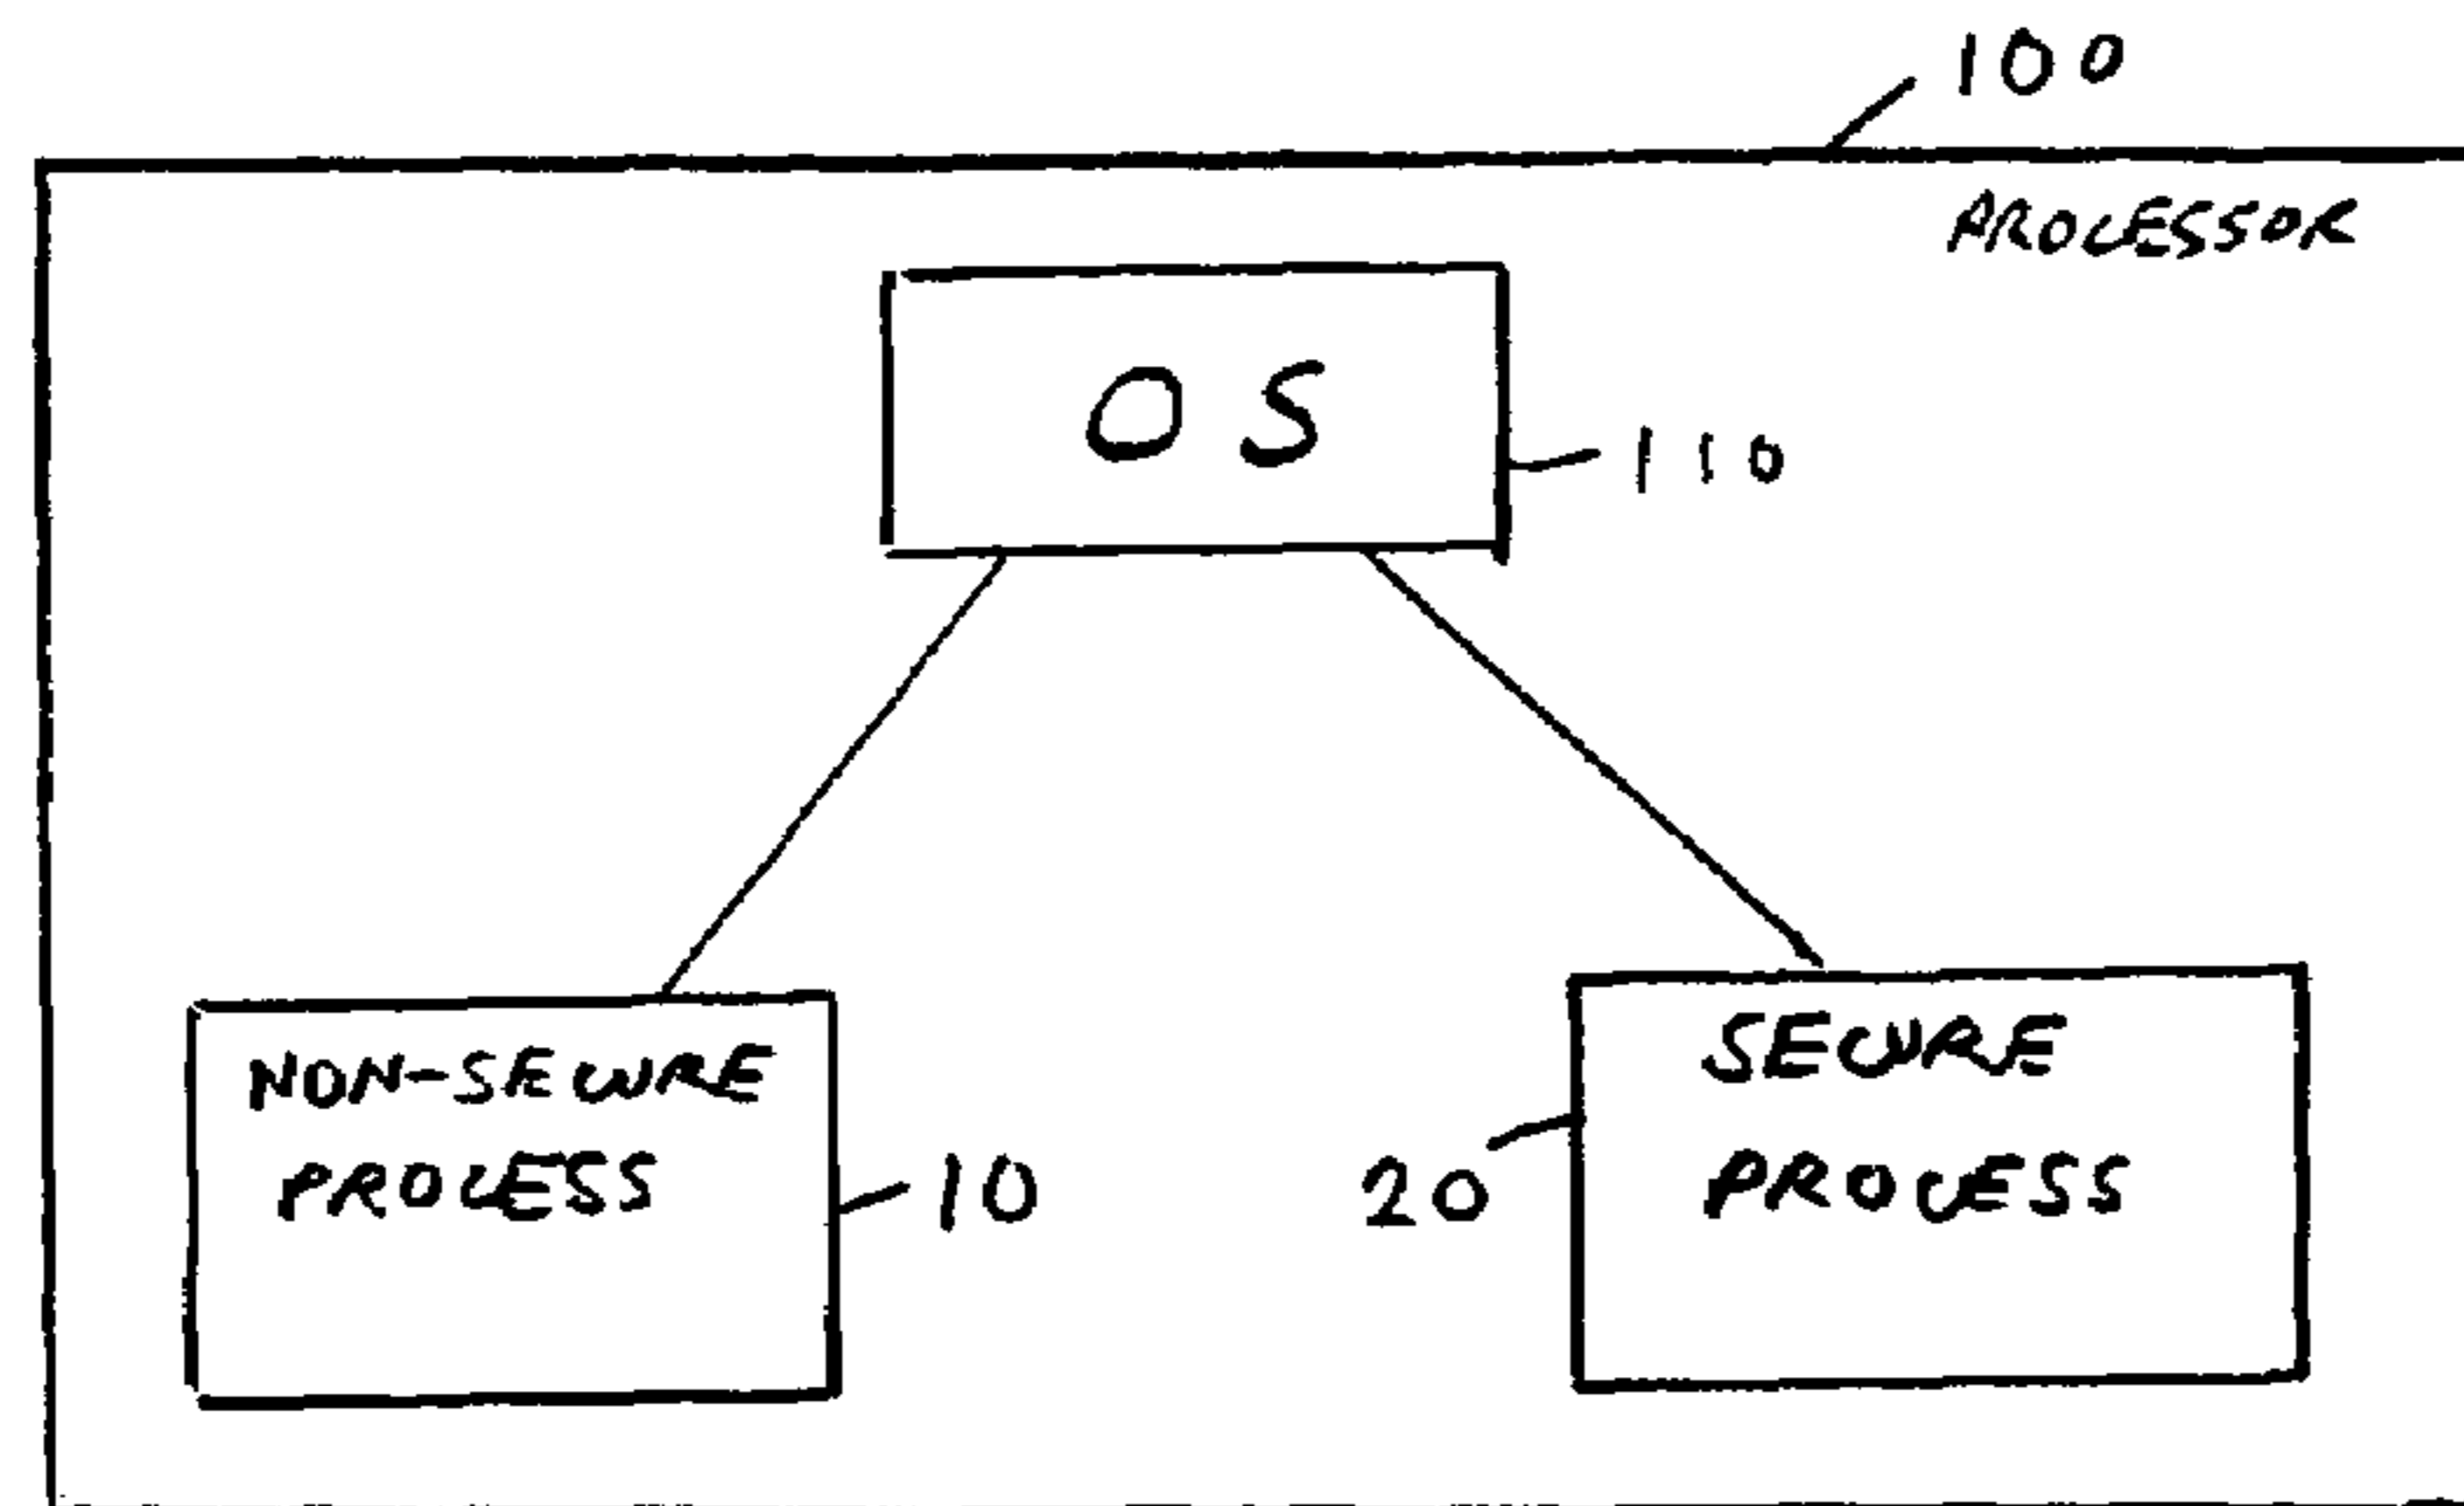 100
PROCESSOR
OS
110
NON-SECURE
PROCESS
10
20
SECURE
PROCESS